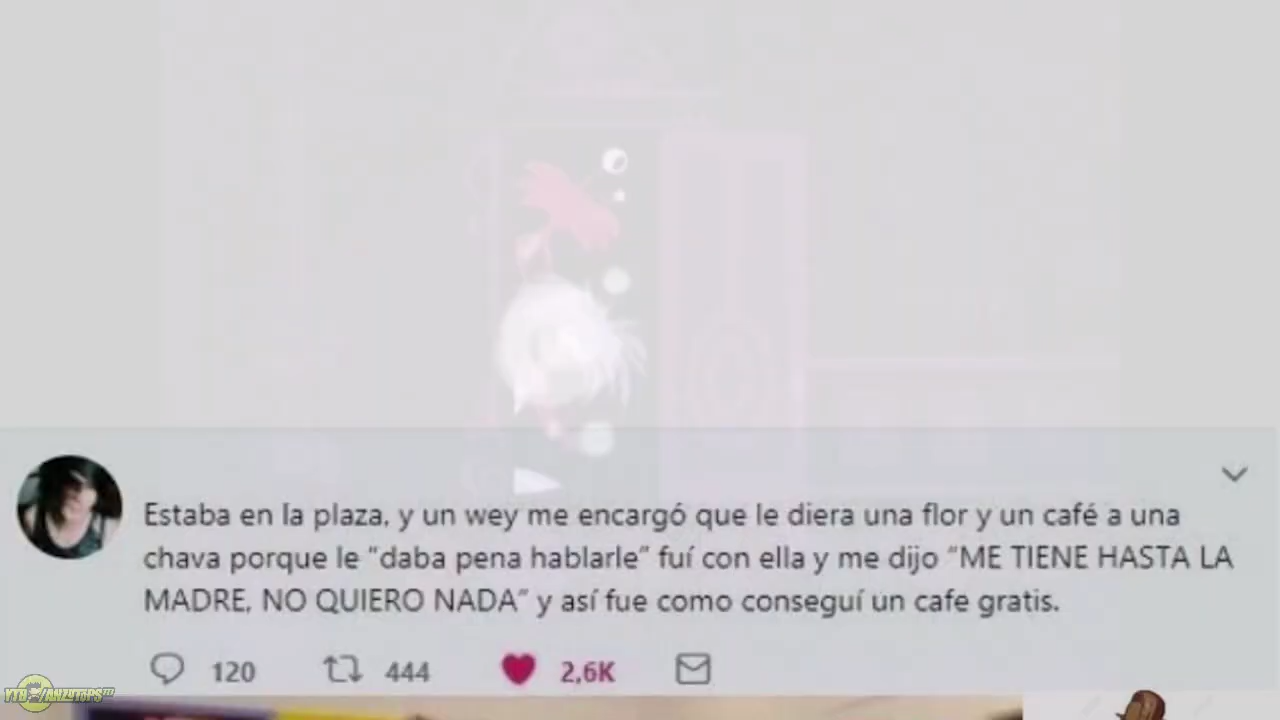 Estaba en la plaza, y un wey me encargó que le diera una flor y un café a una
chava porque le "daba pena hablarle" fuí con ella y me dijo "ME TIENE HASTA LA
MADRE, NO QUIERO NADA" y así fue como conseguí un cafe gratis.
120 444 2,6K